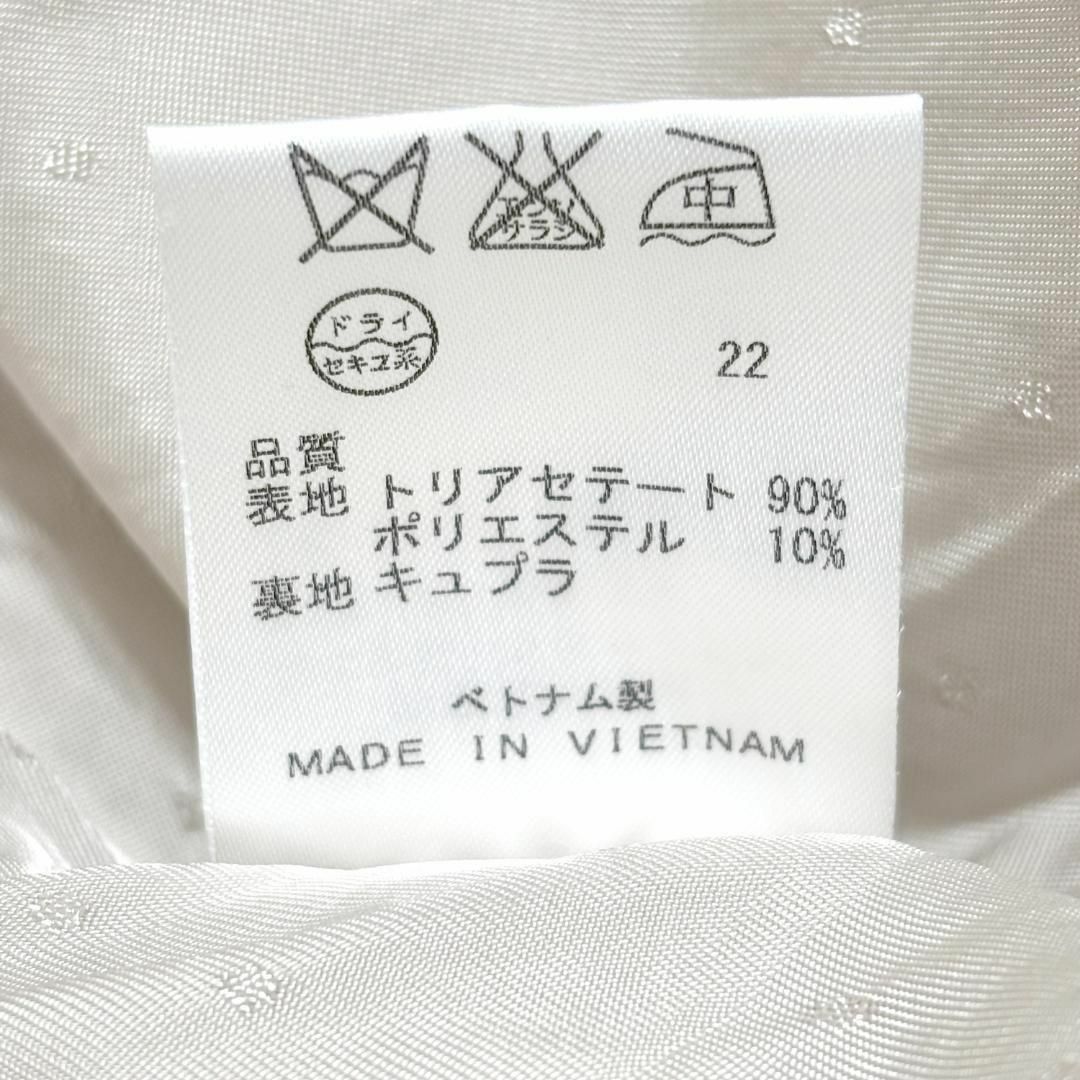 エンソ
サラシ
中
ドライ
セキユ系
22
品質
表地 トリアセテート 90%
ポリエステル 10%
裏地 キュプラ
ベトナム製
MADE IN VIETNAM